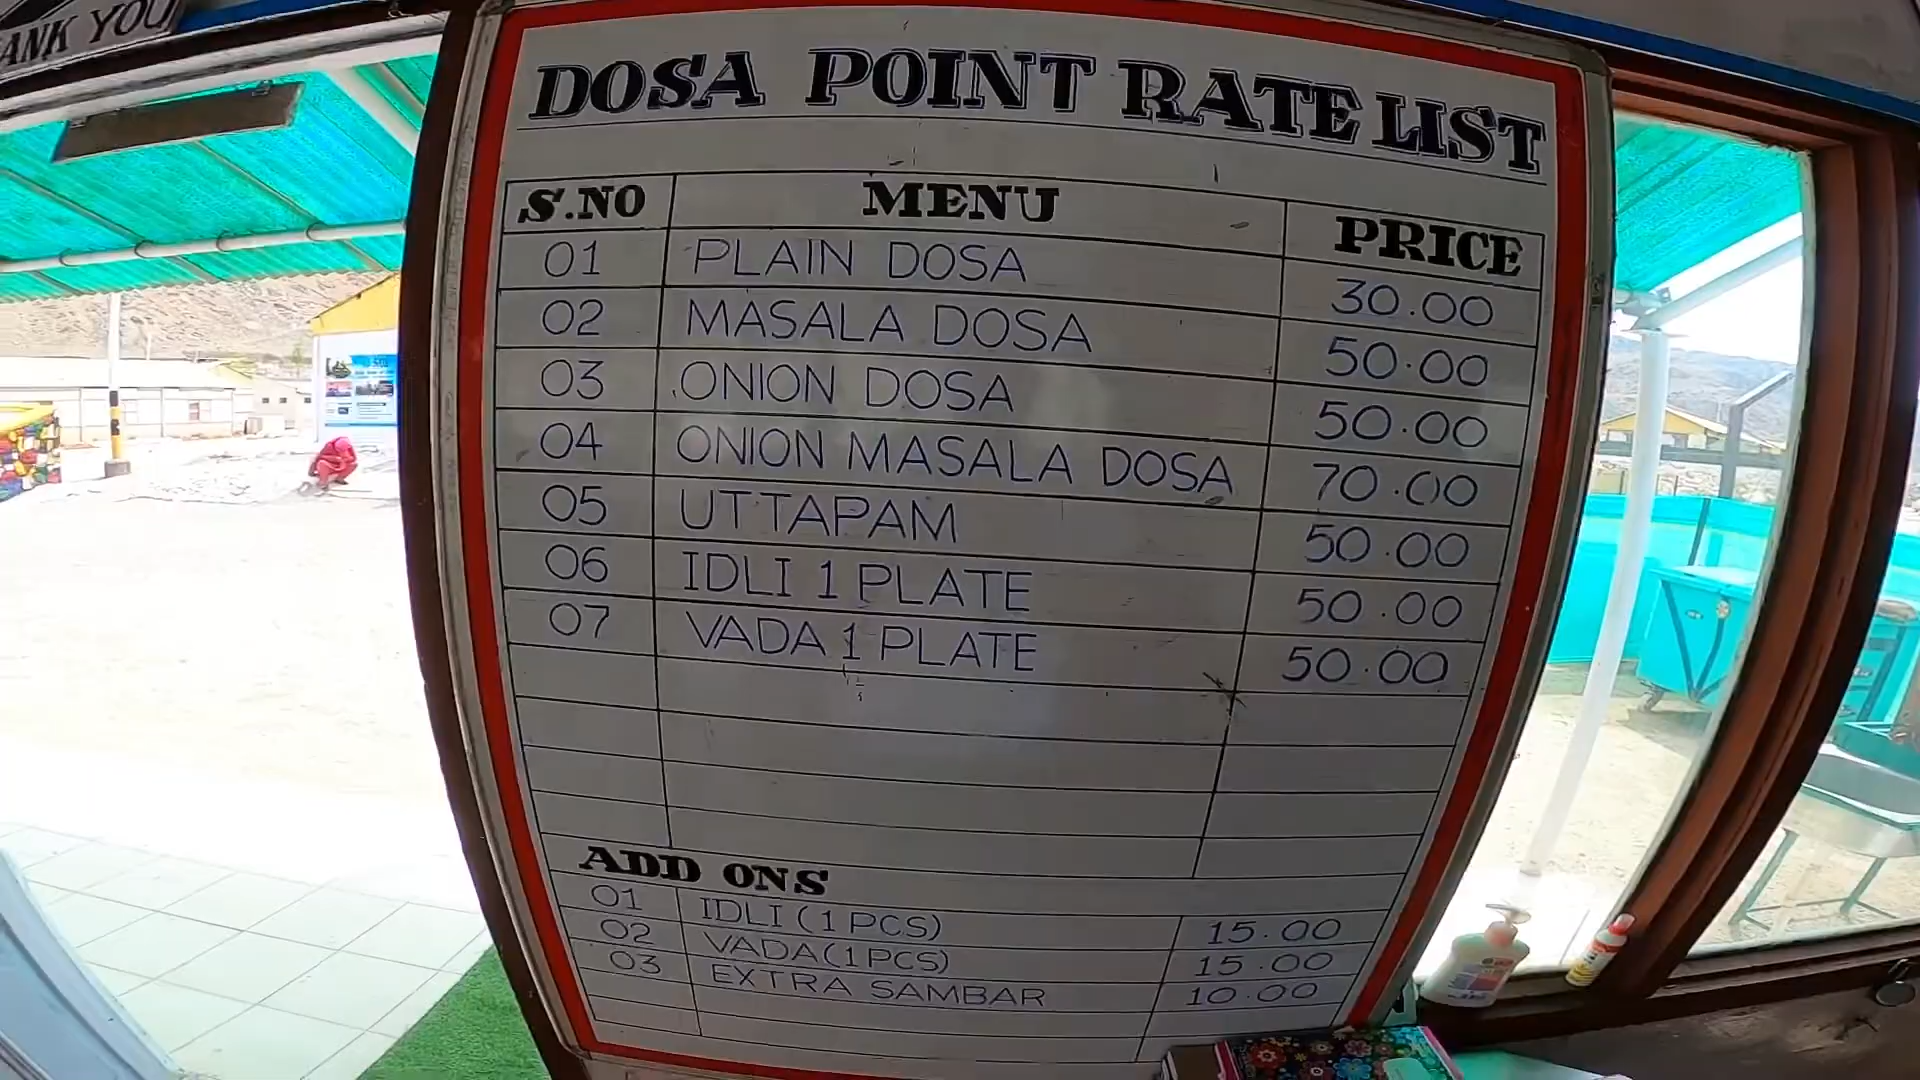 ANK YOU
DOSA POINT RATE LIST
S.NO MENU PRICE
01 PLAIN DOSA 30.00
02 MASALA DOSA 50.00
03 ONION DOSA 50.00
04 ONION MASALA DOSA 70.00
05 UTTAPAM 50.00
06 IDLI 1 PLATE 50.00
07 VADA 1 PLATE 50.00
ADD ONS
01 IDLI (1 PCS) 15.00
02 VADA (1 PCS) 15.00
03 EXTRA SAMBAR 10.00